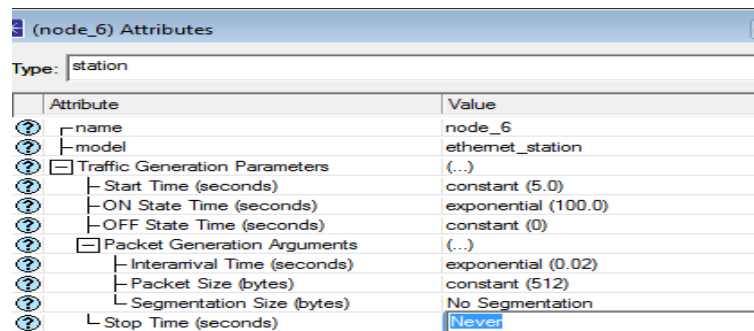 (node_6) Attributes
Type: station
Attribute Value
name node_6
model ethernet_station
Traffic Generation Parameters (...)
Start Time (seconds) constant (5.0)
ON State Time (seconds) exponential (100.0)
OFF State Time (seconds) constant (0)
Packet Generation Arguments (...)
Interarrival Time (seconds) exponential (0.02)
Packet Size (bytes) constant (512)
Segmentation Size (bytes) No Segmentation
Stop Time (seconds) Never